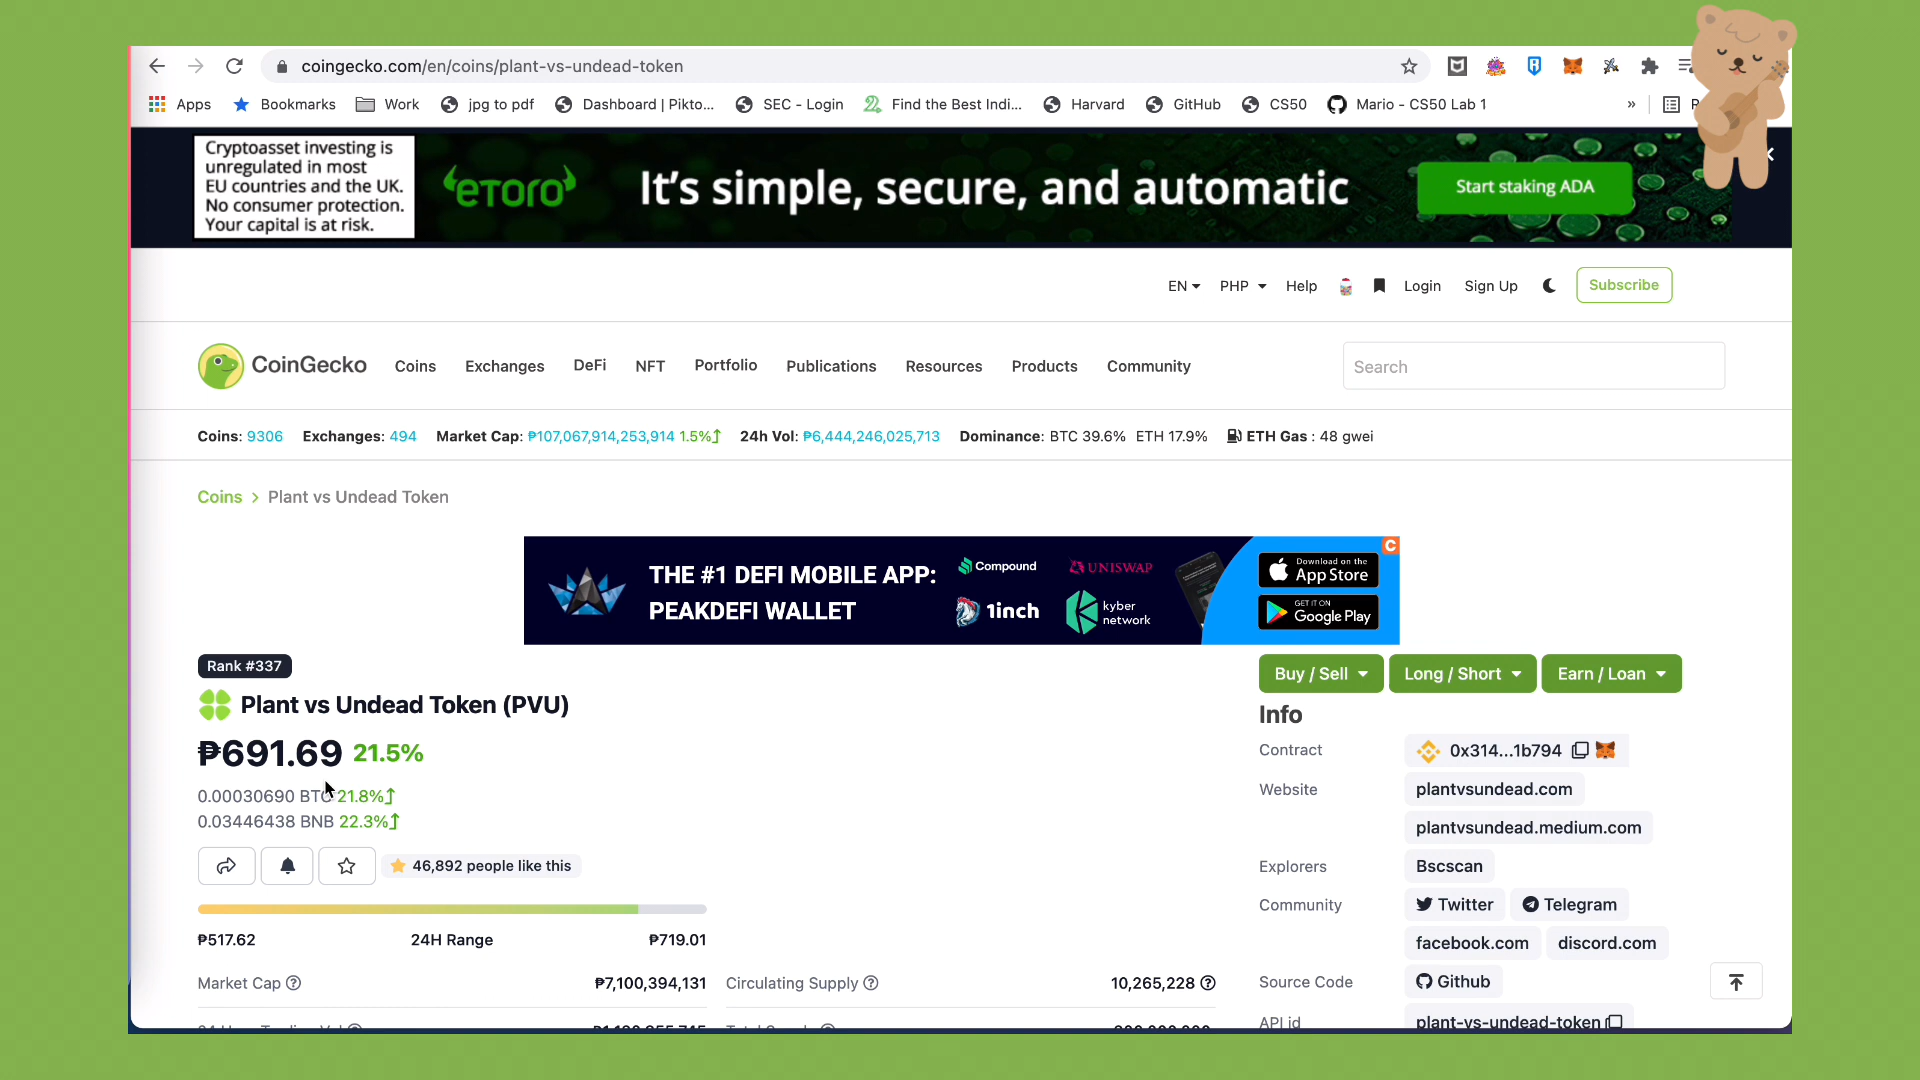 coingecko.com/en/coins/plant-vs-undead-token
Apps Bookmarks Work jpg to pdf Dashboard | Pikto... SEC - Login Find the Best Indi... Harvard GitHub CS50 Mario - CS50 Lab 1 »
Cryptoasset investing is
unregulated in most
EU countries and the UK.
No consumer protection.
Your capital is at risk.
eTORO
It's simple, secure, and automatic
Start staking ADA
EN PHP Help Login Sign Up Subscribe
CoinGecko Coins Exchanges DeFi NFT Portfolio Publications Resources Products Community Search
Coins: 9306 Exchanges: 494 Market Cap: ₱107,067,914,253,914 1.5% 24h Vol: ₱6,444,246,025,713 Dominance: BTC 39.6% ETH 17.9% ETH Gas : 48 gwei
Coins > Plant vs Undead Token
THE #1 DEFI MOBILE APP:
PEAKDEFI WALLET
Compound UNISWAP
1inch kyber network
Download on the
App Store
GET IT ON
Google Play
C
Rank #337
Plant vs Undead Token (PVU)
₱691.69 21.5%
0.00030690 BTC 21.8%
0.03446438 BNB 22.3%
46,892 people like this
₱517.62 24H Range ₱719.01
Market Cap ₱7,100,394,131
Circulating Supply 10,265,228
Buy / Sell Long / Short Earn / Loan
Info
Contract 0x314...1b794
Website plantvsundead.com
plantvsundead.medium.com
Explorers Bscscan
Community Twitter Telegram
facebook.com discord.com
Source Code Github
API id plant-vs-undead-token